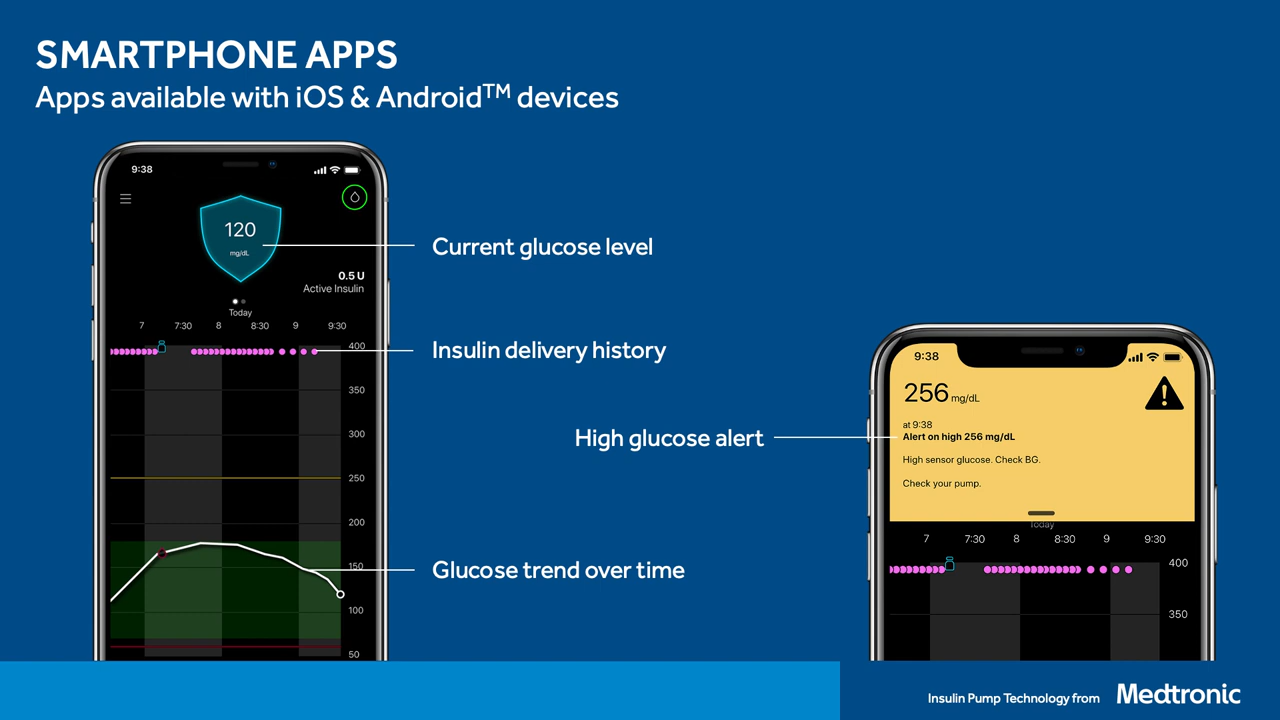 SMARTPHONE APPS
Apps available with iOS & Android™ devices
9:38
120
mg/dL
Current glucose level
0.5 U
Active Insulin
Today
7 7:30 8 8:30 9 9:30
400
Insulin delivery history
350
300
250
200
150
Glucose trend over time
100
50
High glucose alert
9:38
256 mg/dL
at 9:38
Alert on high 256 mg/dL
High sensor glucose. Check BG.
Check your pump.
Today
7 7:30 8 8:30 9 9:30
400
350
Insulin Pump Technology from Medtronic